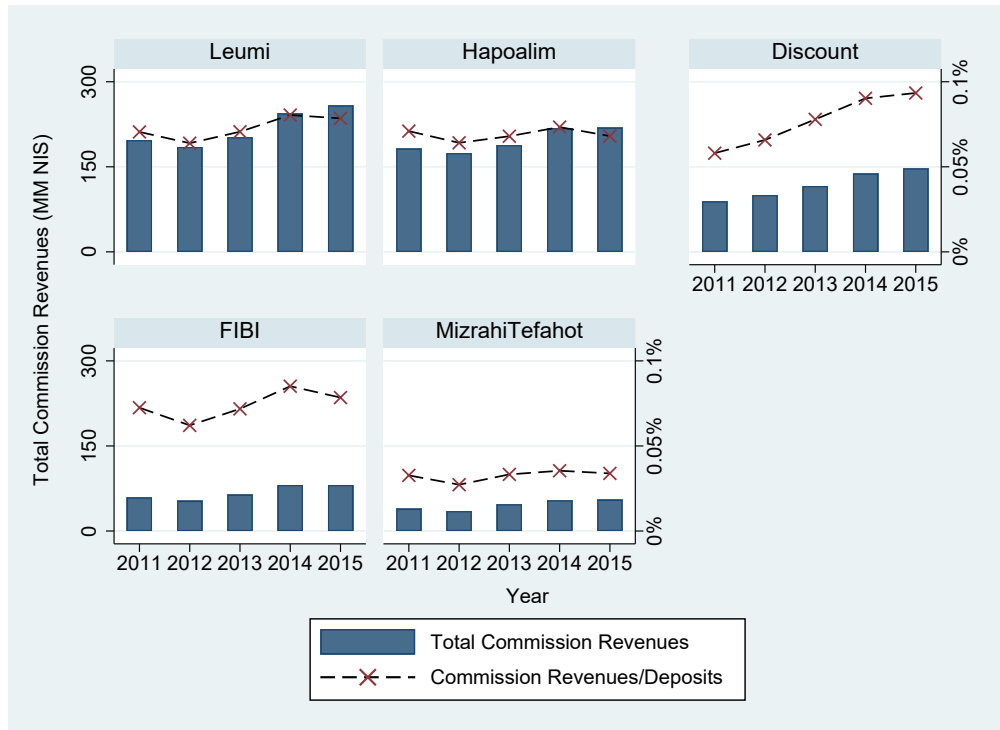 Leumi
Hapoalim
Discount
300
150
0
0.1%
0.05%
0%
2011 2012 2013 2014 2015
FIBI
MizrahiTefahot
300
150
0
0.1%
0.05%
0%
2011 2012 2013 2014 2015
2011 2012 2013 2014 2015
Total Commission Revenues (MM NIS)
Year
Total Commission Revenues
Commission Revenues/Deposits